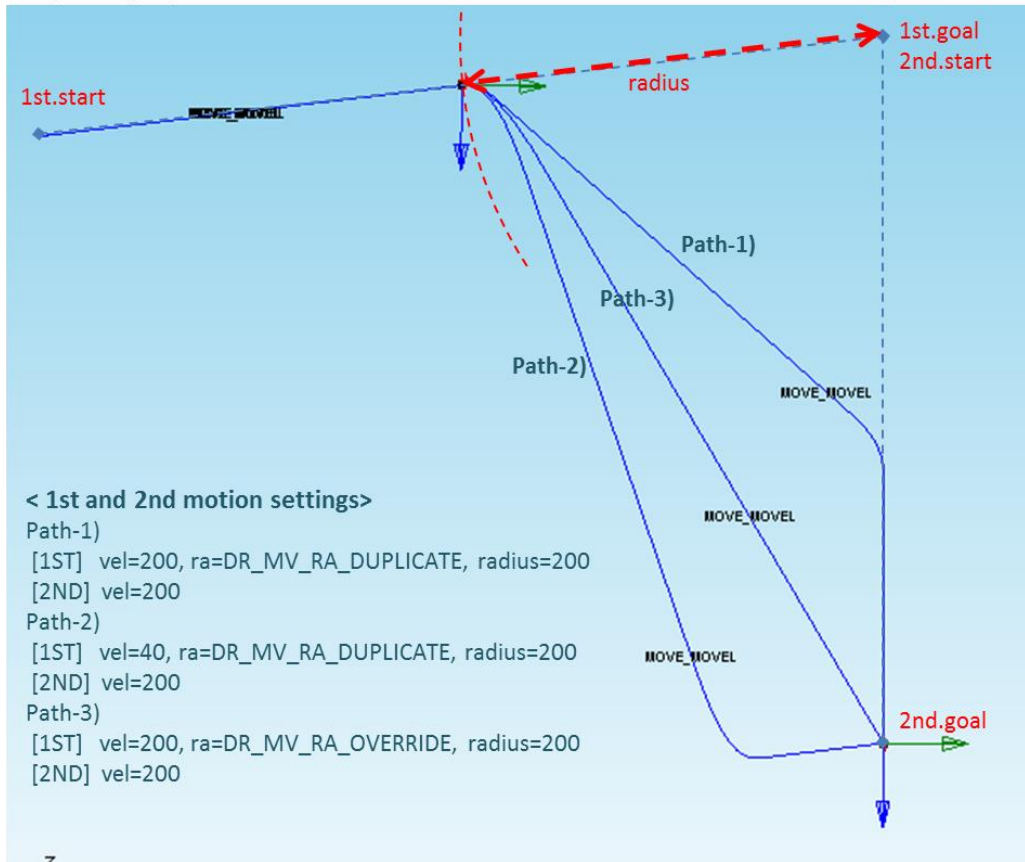 1st.goal
2nd.start
1st.start
radius
MOVE_MOVEL
Path-1)
Path-3)
Path-2)
MOVE_MOVEL
MOVE_MOVEL
MOVE_MOVEL
< 1st and 2nd motion settings>
Path-1)
[1ST] vel=200, ra=DR_MV_RA_DUPLICATE, radius=200
[2ND] vel=200
Path-2)
[1ST] vel=40, ra=DR_MV_RA_DUPLICATE, radius=200
[2ND] vel=200
Path-3)
[1ST] vel=200, ra=DR_MV_RA_OVERRIDE, radius=200
[2ND] vel=200
2nd.goal